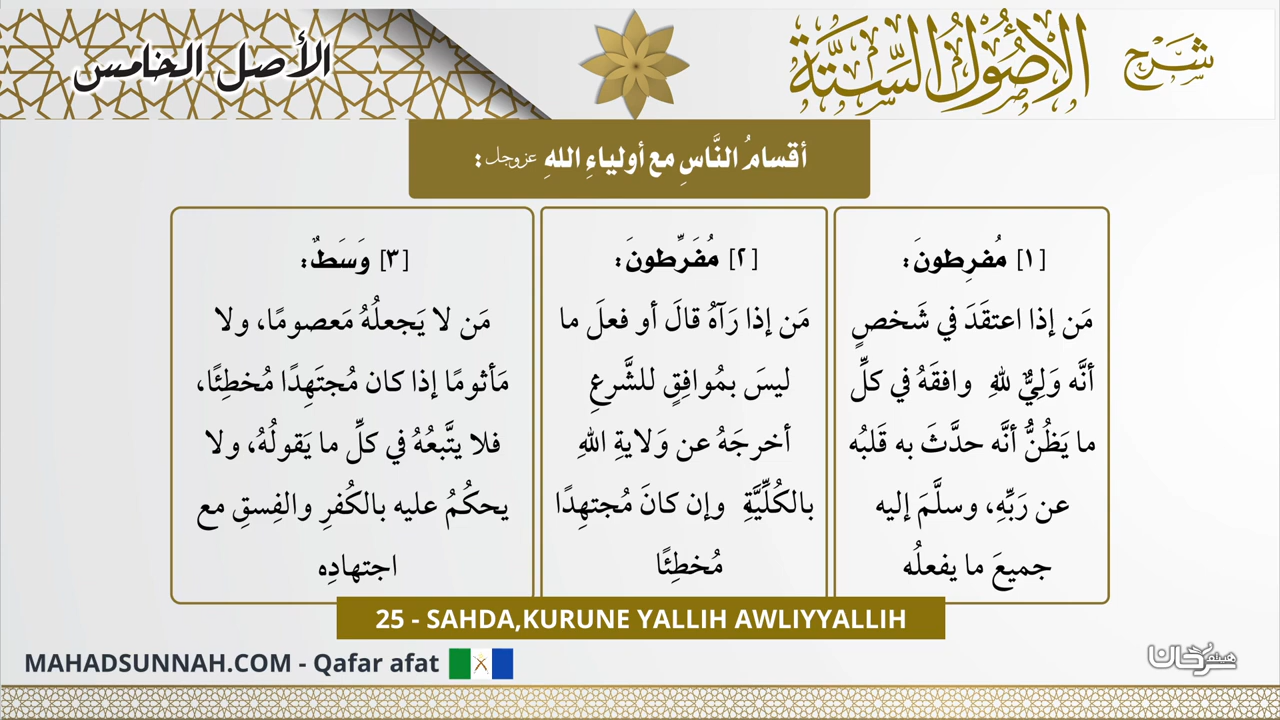 شرح
الأصول الستة
الأصل الخامس
أقسامُ النَّاسِ مع أولياءِ اللهِ عزوجل:
[١] مُفرِطونَ:
مَن إذا اعتقَدَ في شَخصٍ
أنَّه وَلِيٌّ للهِ وافقَهُ في كلِّ
ما يَظُنُّ أنَّه حدَّثَ به قَلبُه
عن رَبِّهِ، وسلَّمَ إليه
جميعَ ما يفعلُه
[٢] مُفَرِّطونَ:
مَن إذا رَآهُ قالَ أو فعلَ ما
ليسَ بمُوافِقٍ للشَّرعِ
أخرجَهُ عن وَلايةِ اللهِ
بالكُلِّيَّةِ وإن كانَ مُجتهِدًا
مُخطِئًا
[٣] وَسَطٌ:
مَن لا يَجعلُهُ مَعصومًا، ولا
مَأثومًا إذا كان مُجتَهِدًا مُخطِئًا،
فلا يتَّبعُهُ في كلِّ ما يَقولُهُ، ولا
يحكُمُ عليه بالكُفرِ والفِسقِ مع
اجتهادِه
25 - SAHDA,KURUNE YALLIH AWLIYYALLIH
MAHADSUNNAH.COM - Qafar afat
هيثم سرحان